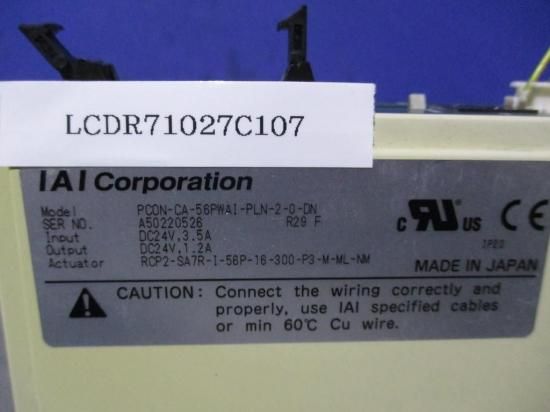 LCDR71027C107
IAI Corporation
Model PCON-CA-56PWAI-PLN-2-0-DN
SER NO. A50220526 R29 F
Input DC24V,3.5A
Output DC24V,1.2A
Actuator RCP2-SA7R-I-56P-16-300-P3-M-ML-NM
c RU US CE
IP20
MADE IN JAPAN
CAUTION: Connect the wiring correctly and
properly, use IAI specified cables
or min 60℃ Cu wire.